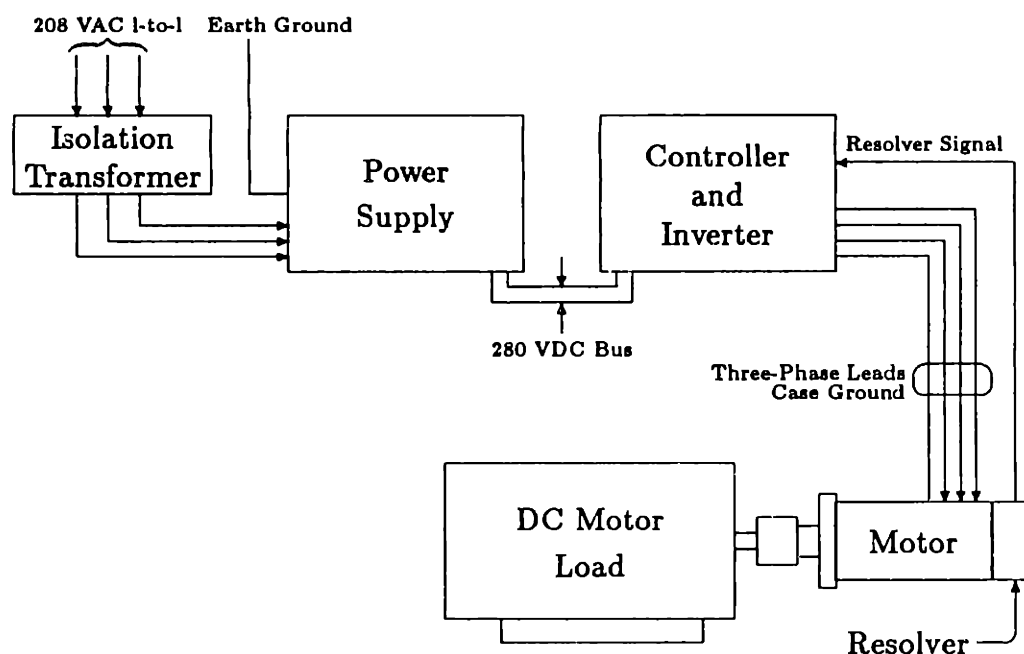 208 VAC l-to-l
Earth Ground
Isolation
Transformer
Power
Supply
Controller
and
Inverter
Resolver Signal
280 VDC Bus
Three-Phase Leads
Case Ground
DC Motor
Load
Motor
Resolver